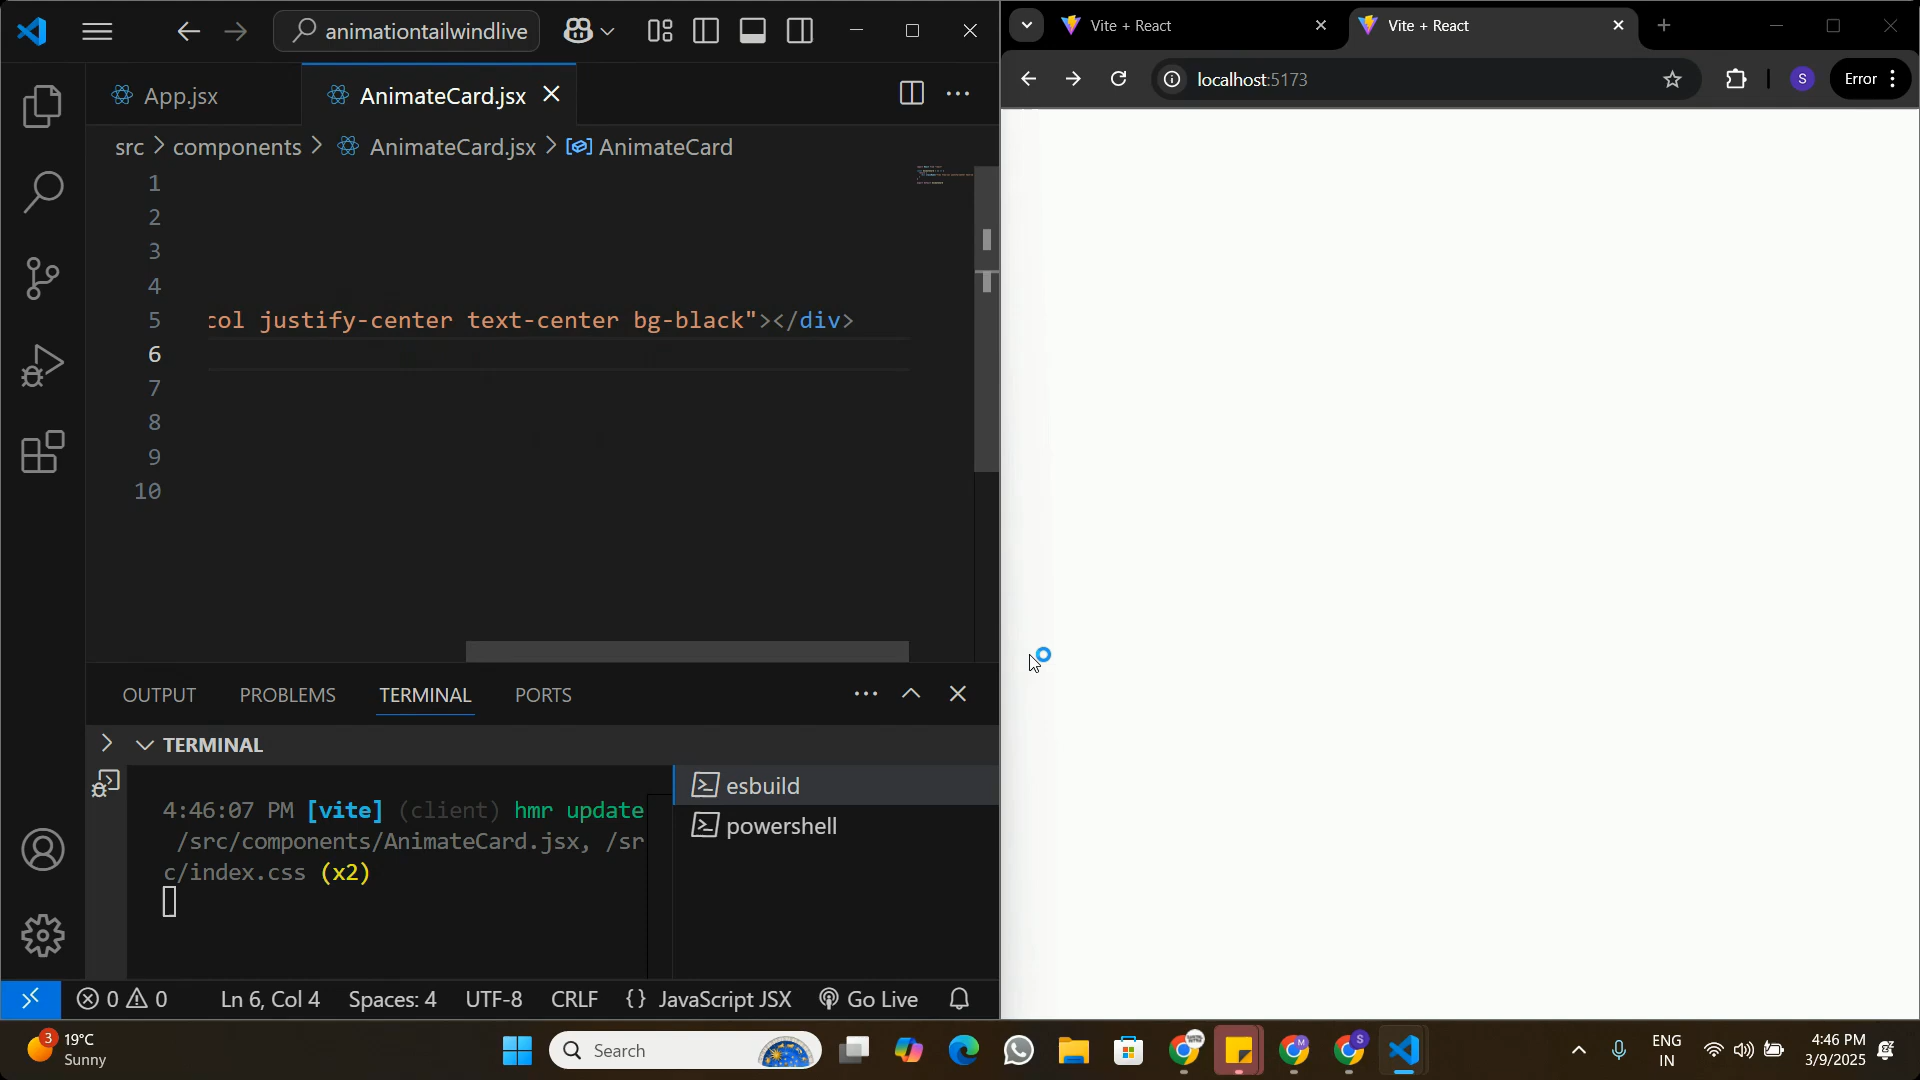 animationtailwindlive
App.jsx
AnimateCard.jsx
src > components > AnimateCard.jsx > AnimateCard
1
2
3
4
5 col justify-center text-center bg-black"></div>
6
7
8
9
10
OUTPUT PROBLEMS TERMINAL PORTS
TERMINAL
4:46:07 PM [vite] (client) hmr update
/src/components/AnimateCard.jsx, /sr
c/index.css (x2)
esbuild
powershell
0 0 Ln 6, Col 4 Spaces: 4 UTF-8 CRLF {} JavaScript JSX Go Live
Vite + React
Vite + React
localhost:5173
S
Error
3
19°C
Sunny
Search
M
S
ENG
IN
4:46 PM
3/9/2025